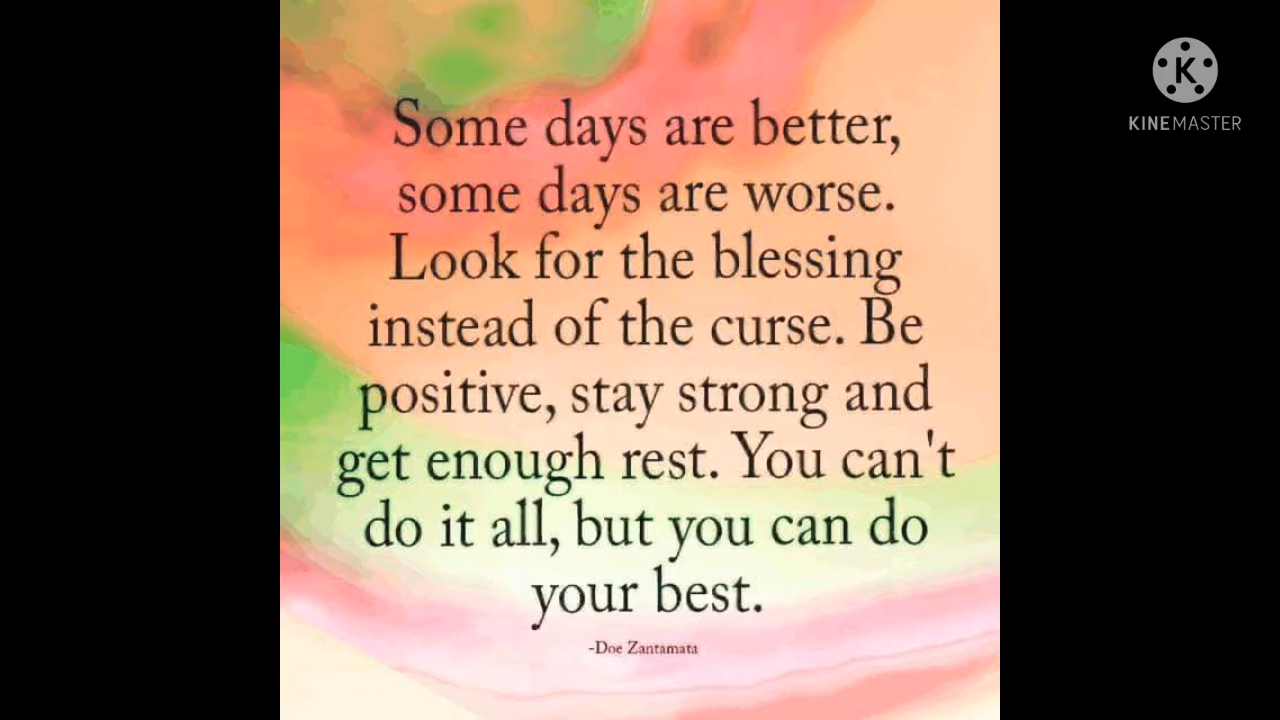 Some days are better,
some days are worse.
Look for the blessing
instead of the curse. Be
positive, stay strong and
get enough rest. You can't
do it all, but you can do
your best.
-Doe Zantamata
K
KINEMASTER